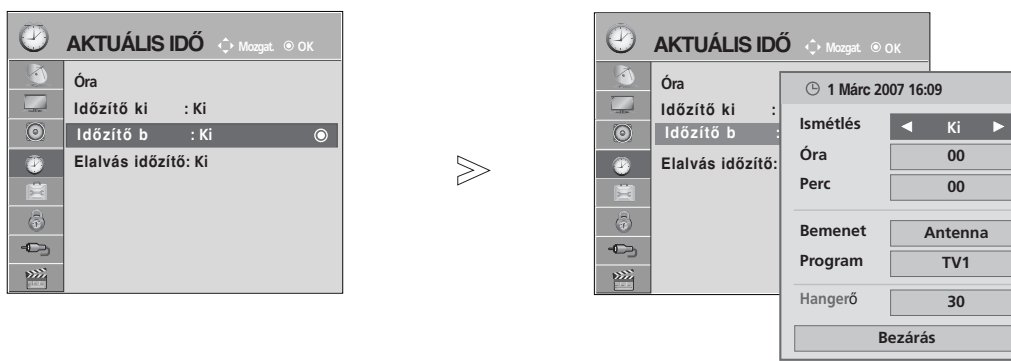 AKTUÁLIS IDŐ Mozgat. OK
Óra
Időzítő ki : Ki
Időzítő b : Ki
Elalvás időzítő: Ki
AKTUÁLIS IDŐ Mozgat. OK
Óra
Időzítő ki :
Időzítő b :
Elalvás időzítő:
1 Márc 2007 16:09
Ismétlés ◀ Ki ▶
Óra 00
Perc 00
Bemenet Antenna
Program TV1
Hangerő 30
Bezárás